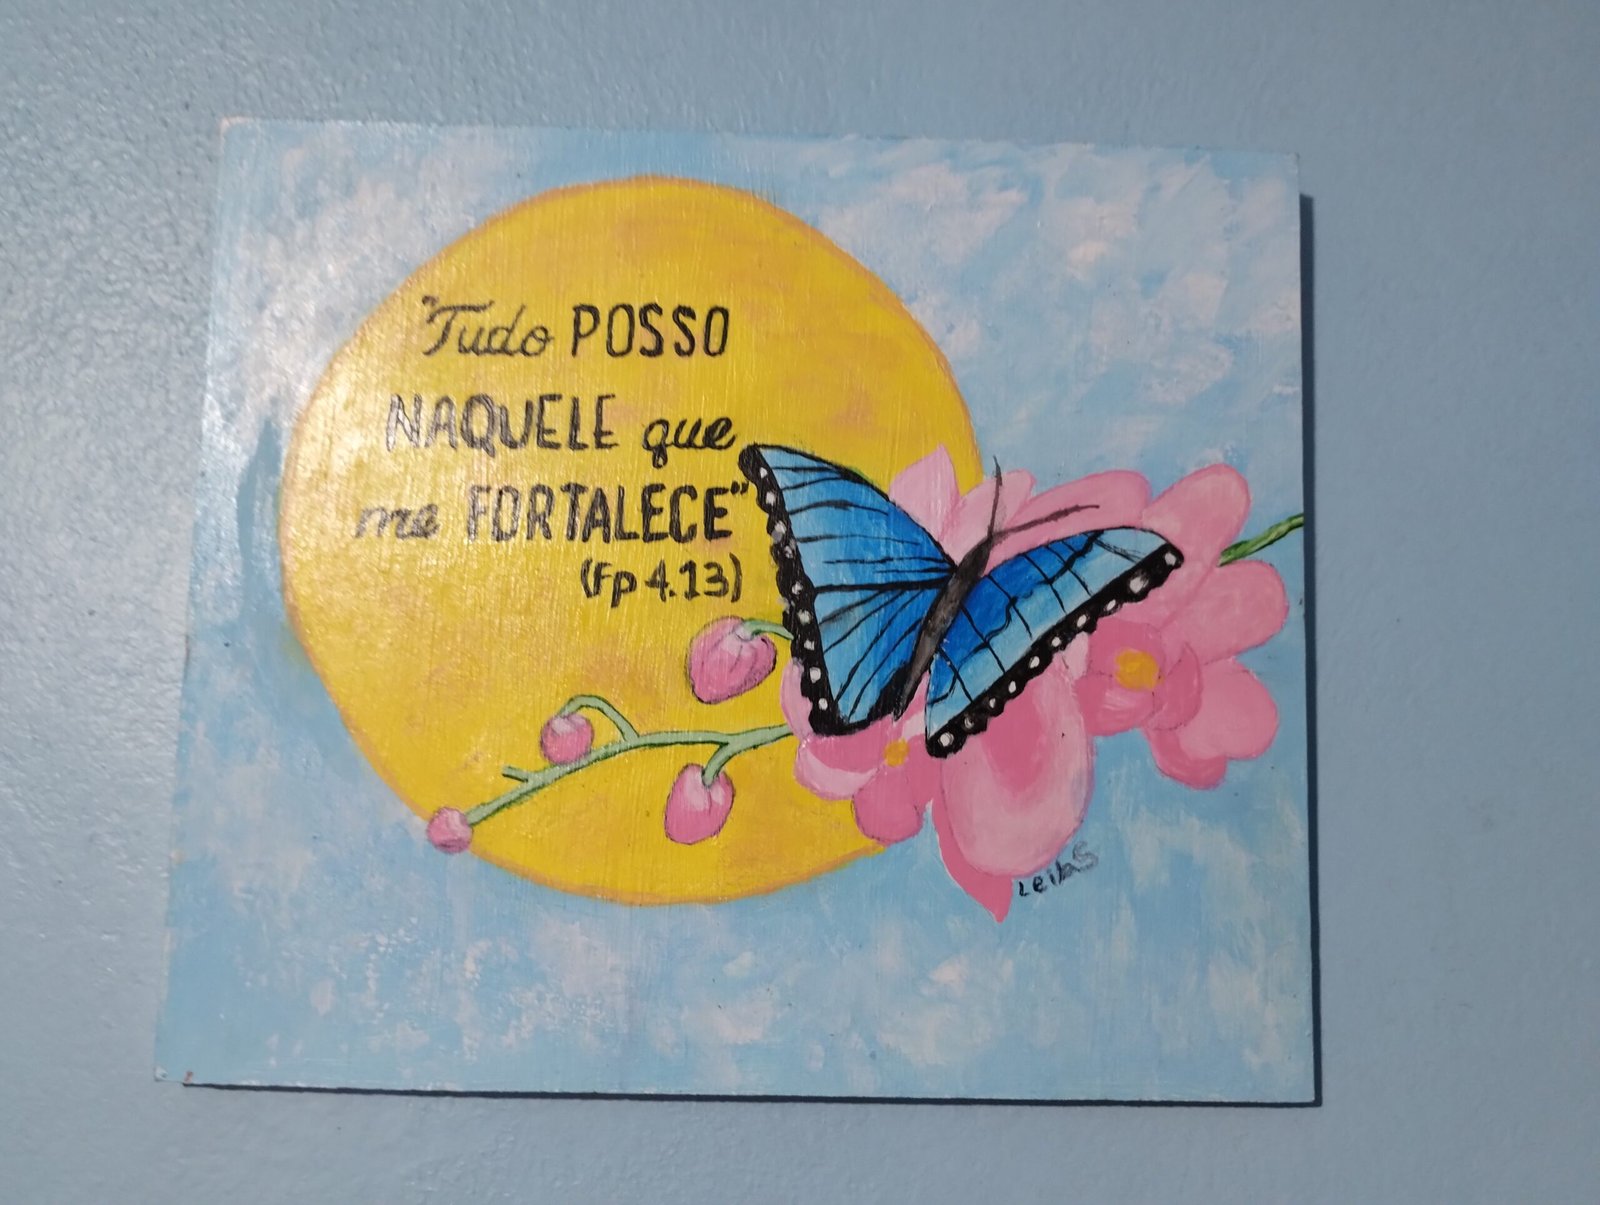 "Tudo POSSO
NAQUELE que
me FORTALECE"
(Fp 4.13)
LeilaS